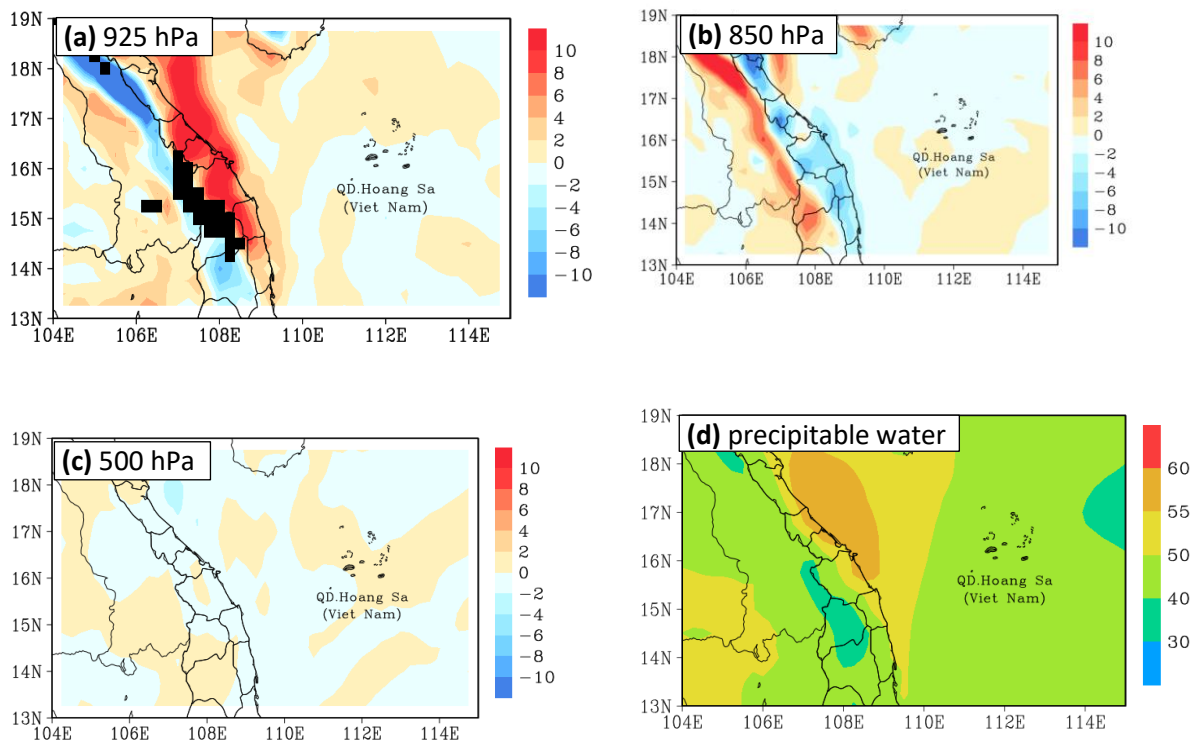 (a) 925 hPa
19N
18N
17N
16N
15N
14N
13N
104E 106E 108E 110E 112E 114E
QĐ.Hoang Sa
(Viet Nam)
10
8
6
4
2
0
−2
−4
−6
−8
−10
(b) 850 hPa
19N
18N
17N
16N
15N
14N
13N
104E 106E 108E 110E 112E 114E
QĐ.Hoang Sa
(Viet Nam)
10
8
6
4
2
0
−2
−4
−6
−8
−10
(c) 500 hPa
19N
18N
17N
16N
15N
14N
13N
104E 106E 108E 110E 112E 114E
QĐ.Hoang Sa
(Viet Nam)
10
8
6
4
2
0
−2
−4
−6
−8
−10
(d) precipitable water
19N
18N
17N
16N
15N
14N
13N
104E 106E 108E 110E 112E 114E
QĐ.Hoang Sa
(Viet Nam)
60
55
50
40
30